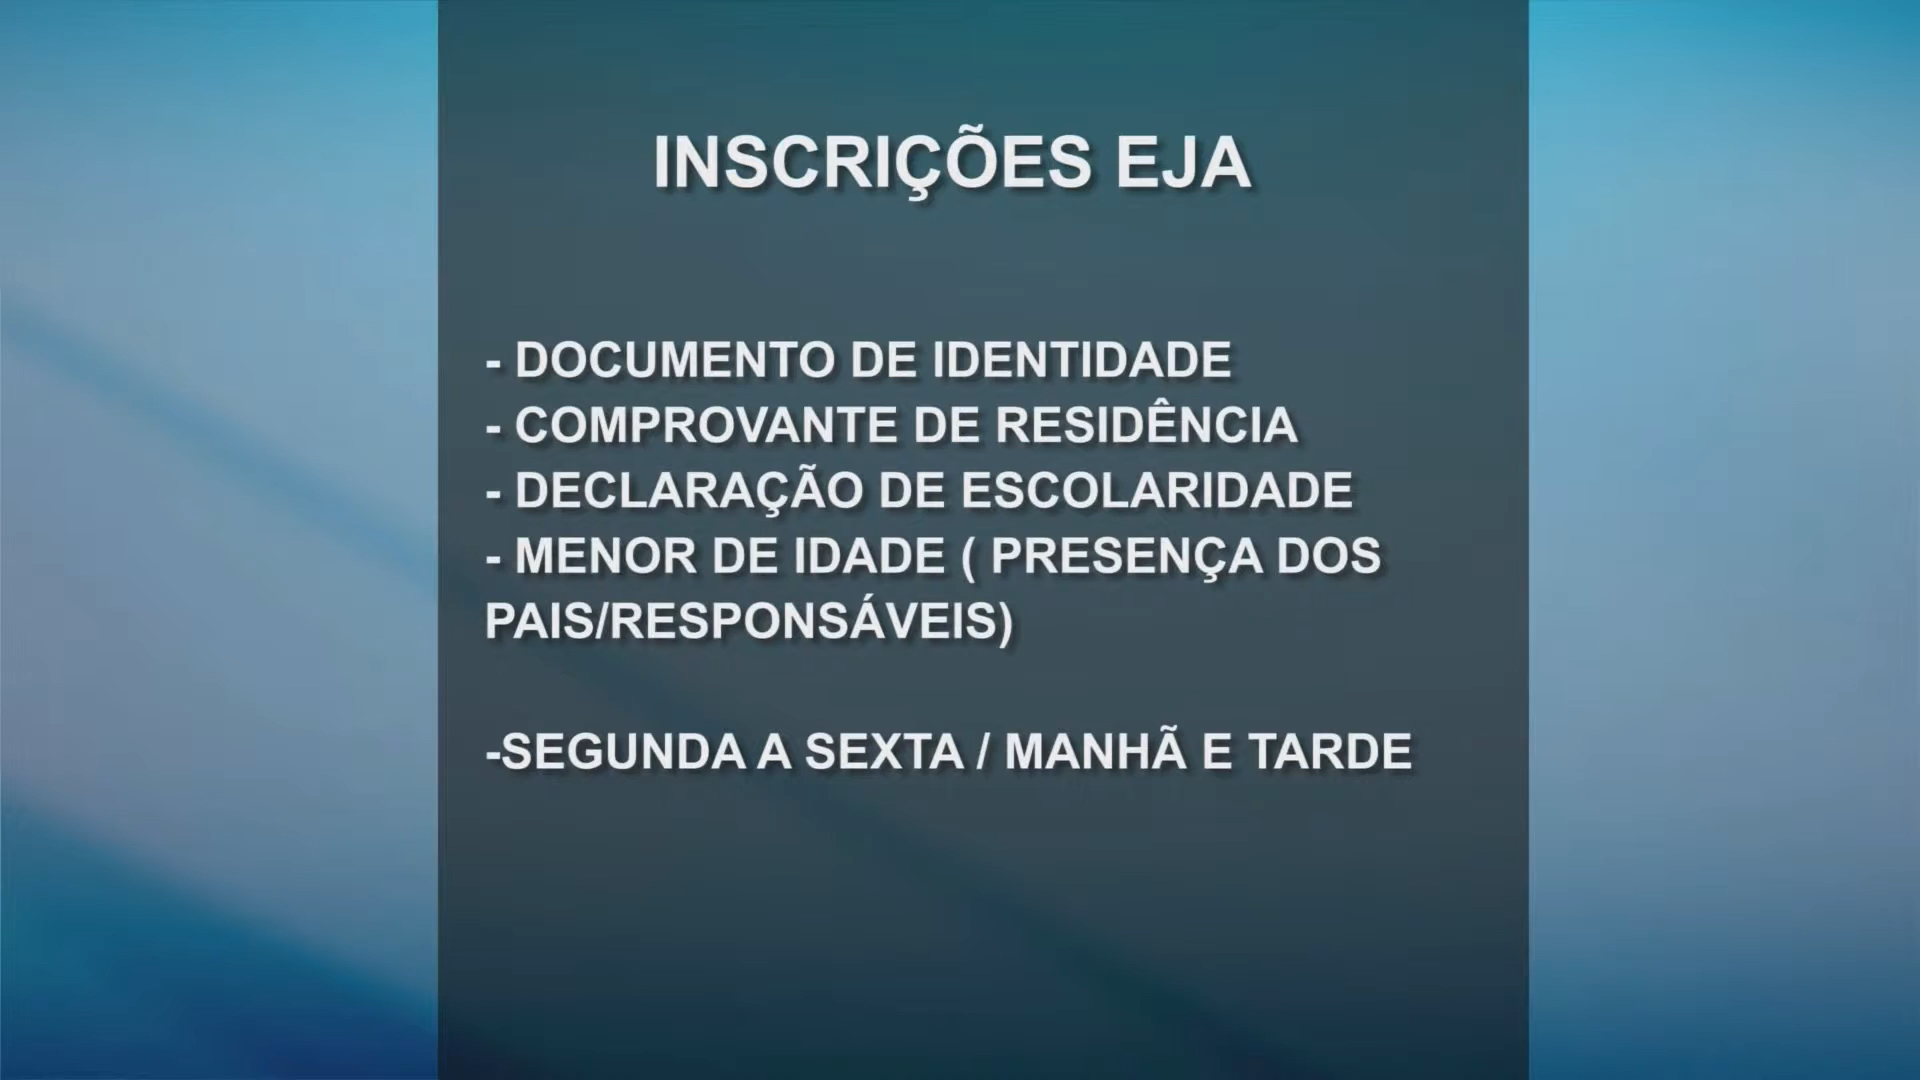 INSCRIÇÕES EJA
- DOCUMENTO DE IDENTIDADE
- COMPROVANTE DE RESIDÊNCIA
- DECLARAÇÃO DE ESCOLARIDADE
- MENOR DE IDADE ( PRESENÇA DOS
PAIS/RESPONSÁVEIS)
-SEGUNDA A SEXTA / MANHÃ E TARDE